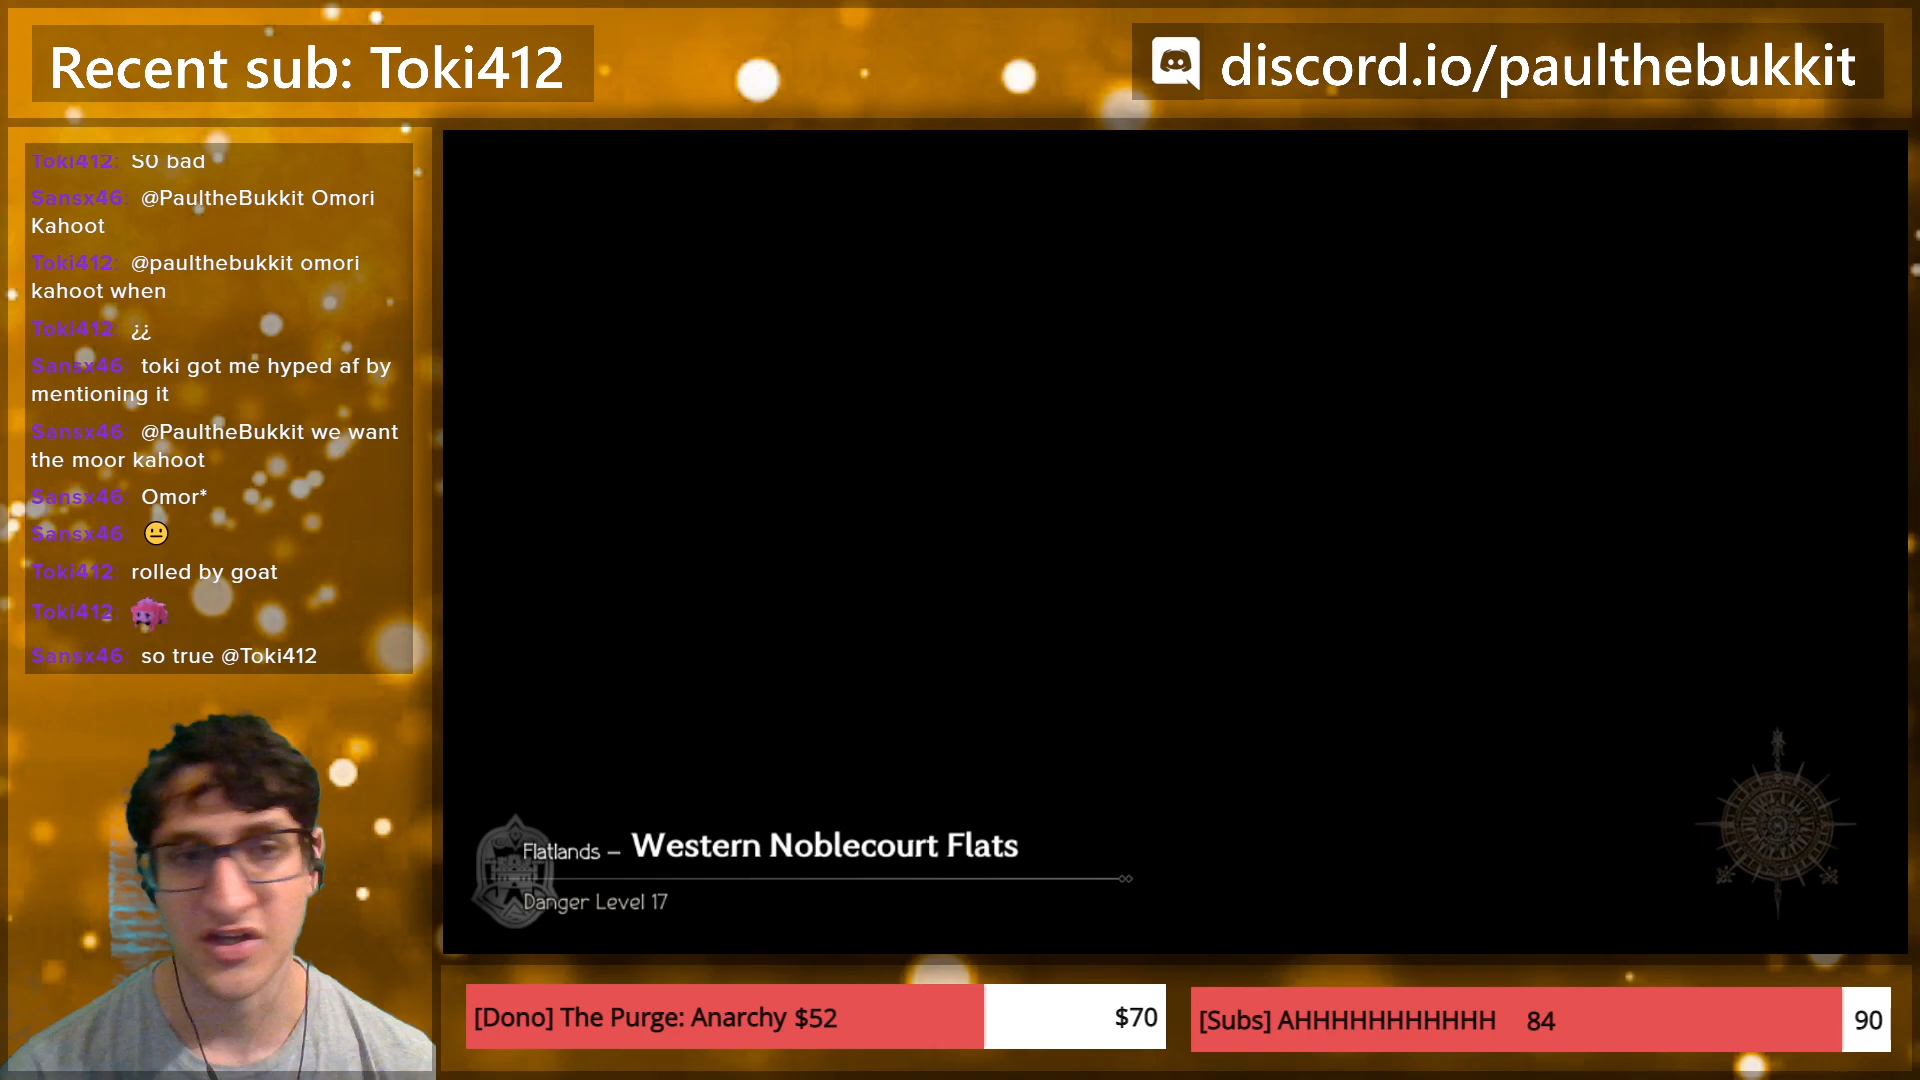 Recent sub: Toki412
discord.io/paulthebukkit
Toki412: SO bad
Sansx46: @PaultheBukkit Omori
Kahoot
Toki412: @paulthebukkit omori
kahoot when
Toki412: ¿¿
Sansx46: toki got me hyped af by
mentioning it
Sansx46: @PaultheBukkit we want
the moor kahoot
Sansx46: Omor*
Sansx46: 😐
Toki412: rolled by goat
Toki412:
Sansx46: so true @Toki412
Flatlands – Western Noblecourt Flats
Danger Level 17
[Dono] The Purge: Anarchy $52 $70
[Subs] AHHHHHHHHHHH 84 90